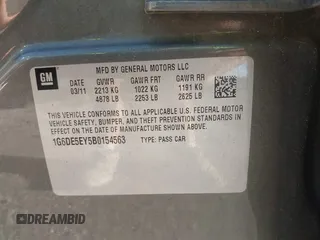 GM
MFD BY GENERAL MOTORS LLC
DATE GVWR GAWR FRT GAWR RR
03/11 2213 KG 1022 KG 1191 KG
4878 LB 2253 LB 2625 LB
THIS VEHICLE CONFORMS TO ALL APPLICABLE U.S. FEDERAL MOTOR
VEHICLE SAFETY, BUMPER, AND THEFT PREVENTION STANDARDS IN
EFFECT ON THE DATE OF MANUFACTURE SHOWN ABOVE.
1G6DE5EY5B0154563 TYPE: PASS CAR
DREAMBID